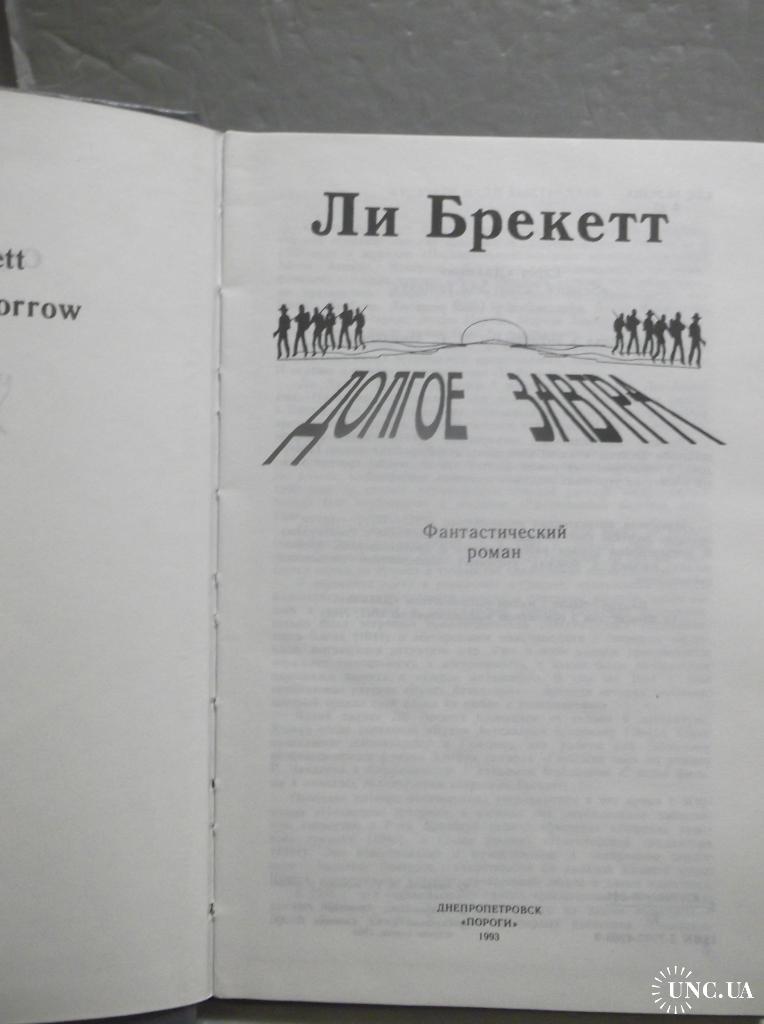 ett
orrow
Ли Брекетт
ДОЛГОЕ ЗАВТРА
Фантастический
роман
ДНЕПРОПЕТРОВСК
«ПОРОГИ»
1993
UNC.UA